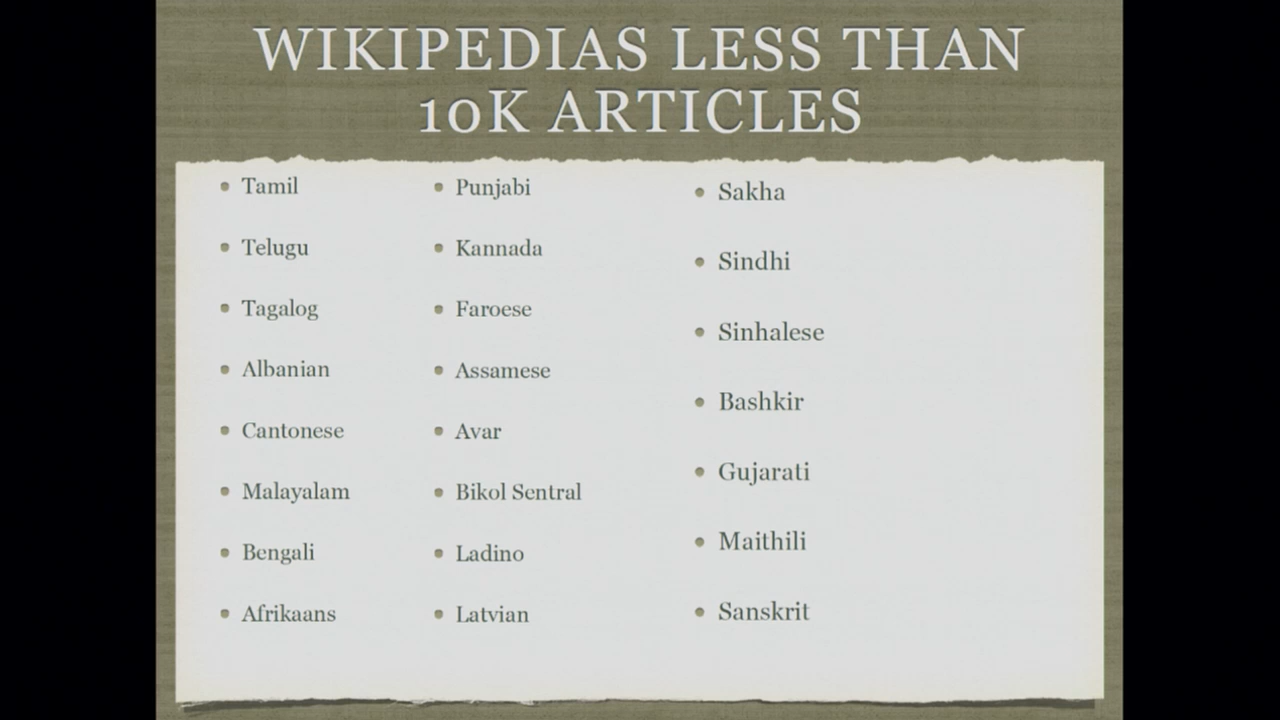 WIKIPEDIAS LESS THAN
10K ARTICLES
Tamil
Telugu
Tagalog
Albanian
Cantonese
Malayalam
Bengali
Afrikaans
Punjabi
Kannada
Faroese
Assamese
Avar
Bikol Sentral
Ladino
Latvian
Sakha
Sindhi
Sinhalese
Bashkir
Gujarati
Maithili
Sanskrit